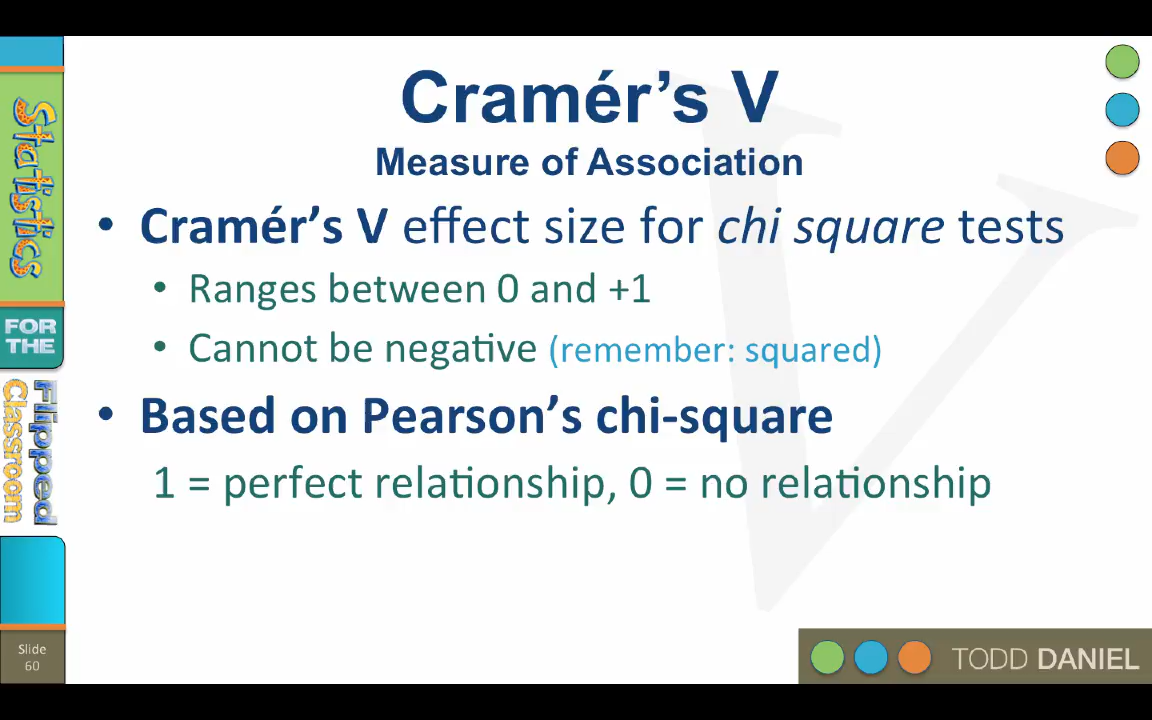 Cramér’s V
Measure of Association
• Cramér’s V effect size for chi square tests
• Ranges between 0 and +1
• Cannot be negative (remember: squared)
• Based on Pearson’s chi-square
1 = perfect relationship, 0 = no relationship
Statistics
FOR THE
Flipped
Classroom
Slide
60
TODD DANIEL
V